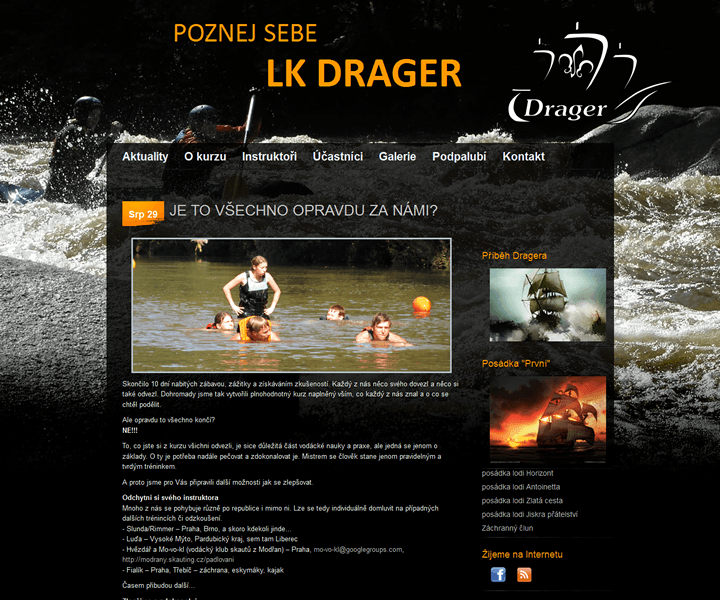 POZNEJ SEBE
LK DRAGER
Drager
Aktuality O kurzu Instruktoři Účastníci Galerie Podpalubí Kontakt
Srp 29 JE TO VŠECHNO OPRAVDU ZA NÁMI?
Skončilo 10 dní nabitých zábavou, zážitky a získáváním zkušeností. Každý z nás něco svého dovezl a něco si
také odvezl. Dohromady jsme tak vytvořili plnohodnotný kurz naplněný vším, co každý z nás znal a o co se
chtěl podělit.
Ale opravdu to všechno končí?
NE!!!
To, co jste si z kurzu všichni odvezli, je sice důležitá část vodácké nauky a praxe, ale jedná se jenom o
základy. O ty je potřeba nadále pečovat a zdokonalovat je. Mistrem se člověk stane jenom pravidelným a
tvrdým tréninkem.
A proto jsme pro Vás připravili další možnosti jak se zlepšovat.
Odchytni si svého instruktora
Mnoho z nás se pohybuje různě po republice i mimo ni. Lze se tedy individuálně domluvit na případných
dalších trénincích či odzkoušení.
- Slunda/Rimmer – Praha, Brno, a skoro kdekoli jinde...
- Luďa – Vysoké Mýto, Pardubický kraj, sem tam Liberec
- Hvězdář a Mo-vo-kl (vodácký klub skautů z Modřan) – Praha, mo-vo-kl@googlegroups.com,
http://modrany.skauting.cz/padlovani
- Fialík – Praha, Třebíč – záchrana, eskymáky, kajak
Časem přibudou další...
Příběh Dragera
Posádka "První"
posádka lodi Horizont
posádka lodi Antoinetta
posádka lodi Zlatá cesta
posádka lodi Jiskra přátelství
Záchranný člun
Žijeme na Internetu